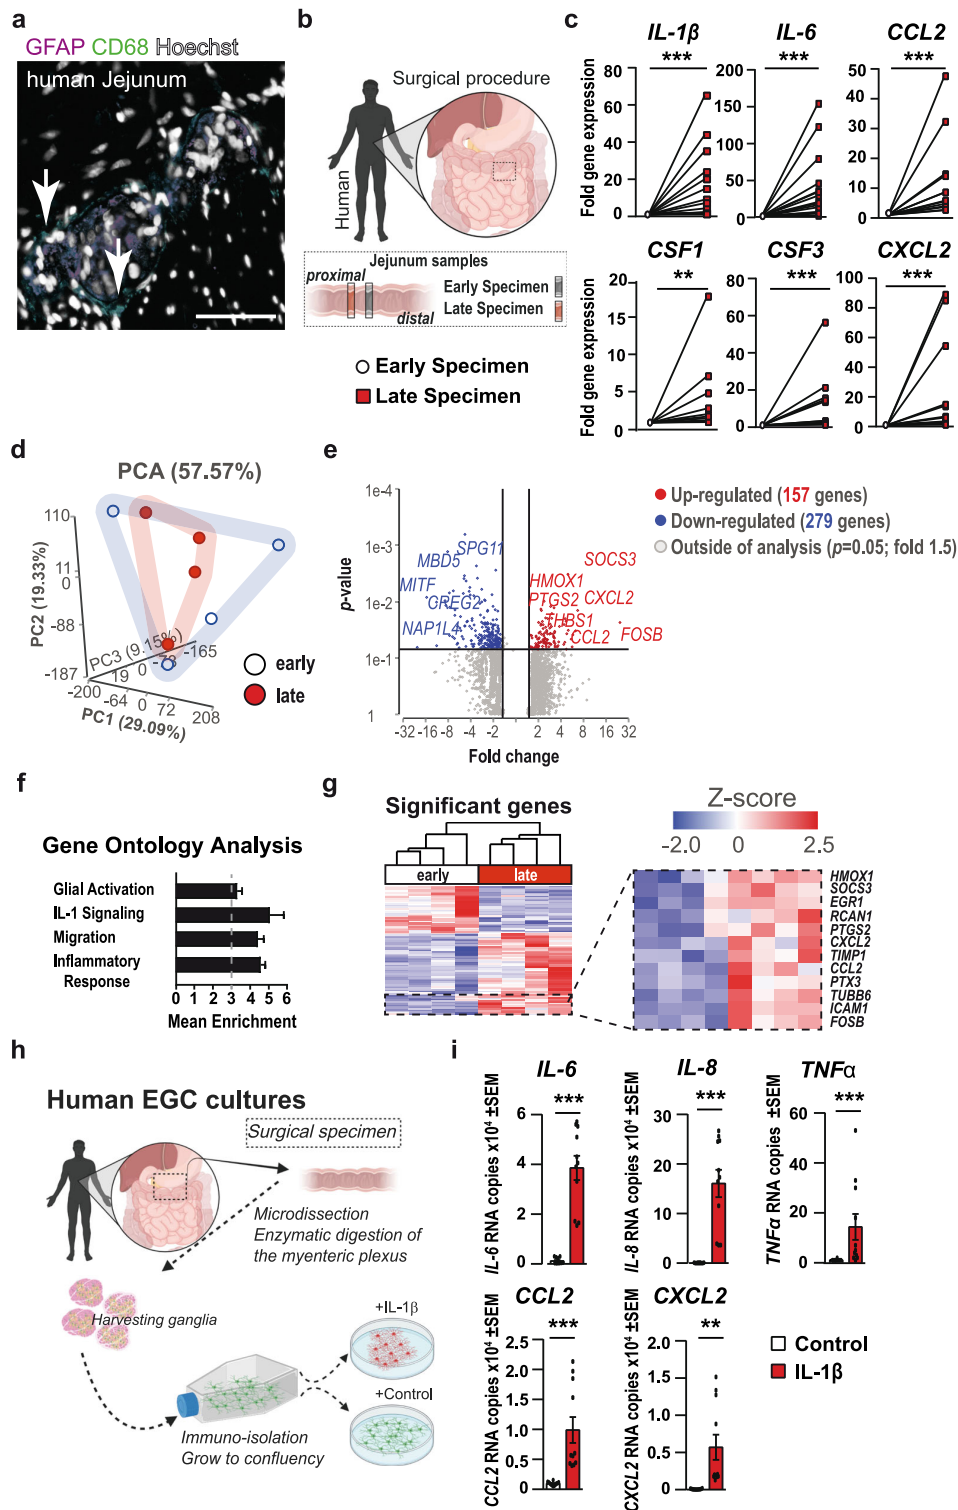 a
GFAP CD68 Hoechst
human Jejunum
b
Surgical procedure
Human
Jejunum samples
proximal
distal
Early Specimen
Late Specimen
Early Specimen
Late Specimen
c
IL-1β
IL-6
CCL2
***
***
***
Fold gene expression
80
60
40
20
0
200
150
100
50
0
50
40
30
20
10
0
CSF1
CSF3
CXCL2
**
***
***
Fold gene expression
20
15
10
5
0
80
60
40
20
0
100
80
60
40
20
0
d
PCA (57.57%)
PC2 (19.33%)
110
11
0
-88
-187
PC3 (9.15%)
-165
-73
0
19
-200
-64
0
72
208
PC1 (29.09%)
early
late
e
p-value
1e-4
1e-3
1e-2
1e-1
1
SPG11
MBD5
MITF
CREG2
NAP1L4
SOCS3
HMOX1
PTGS2
CXCL2
THBS1
CCL2
FOSB
-32 -16 -8 -4 -2 2 4 8 16 32
Fold change
Up-regulated (157 genes)
Down-regulated (279 genes)
Outside of analysis (p=0.05; fold 1.5)
f
Gene Ontology Analysis
Glial Activation
IL-1 Signaling
Migration
Inflammatory
Response
0 1 2 3 4 5 6
Mean Enrichment
g
Significant genes
early
late
Z-score
-2.0 0 2.5
HMOX1
SOCS3
EGR1
RCAN1
PTGS2
CXCL2
TIMP1
CCL2
PTX3
TUBB6
ICAM1
FOSB
h
Human EGC cultures
Surgical specimen
Microdissection
Enzymatic digestion of
the myenteric plexus
Harvesting ganglia
+IL-1β
+Control
Immuno-isolation
Grow to confluency
i
IL-6
***
IL-6 RNA copies x10⁴ ±SEM
6
4
2
0
IL-8
***
IL-8 RNA copies x10⁴ ±SEM
30
20
10
0
TNFα
***
TNFα RNA copies ±SEM
60
40
20
0
CCL2
***
CCL2 RNA copies x10⁴ ±SEM
2.5
2.0
1.5
1.0
0.5
0
CXCL2
**
CXCL2 RNA copies x10⁴ ±SEM
2.0
1.5
1.0
0.5
0
Control
IL-1β